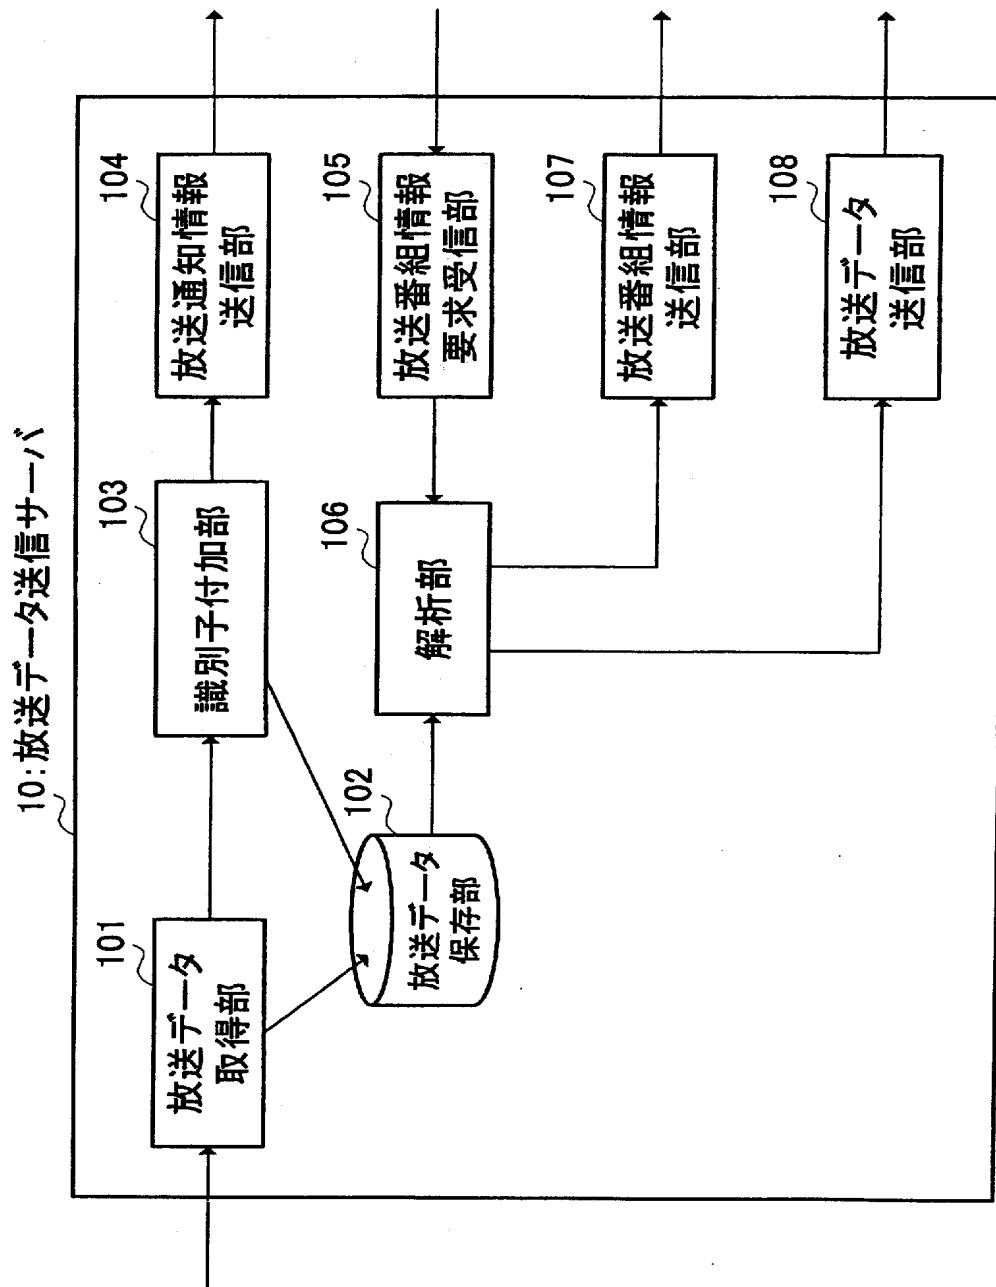 10:放送データ送信サーバ
101
放送データ
取得部
103
識別子付加部
104
放送通知情報
送信部
102
放送データ
保存部
106
解析部
105
放送番組情報
要求受信部
107
放送番組情報
送信部
108
放送データ
送信部